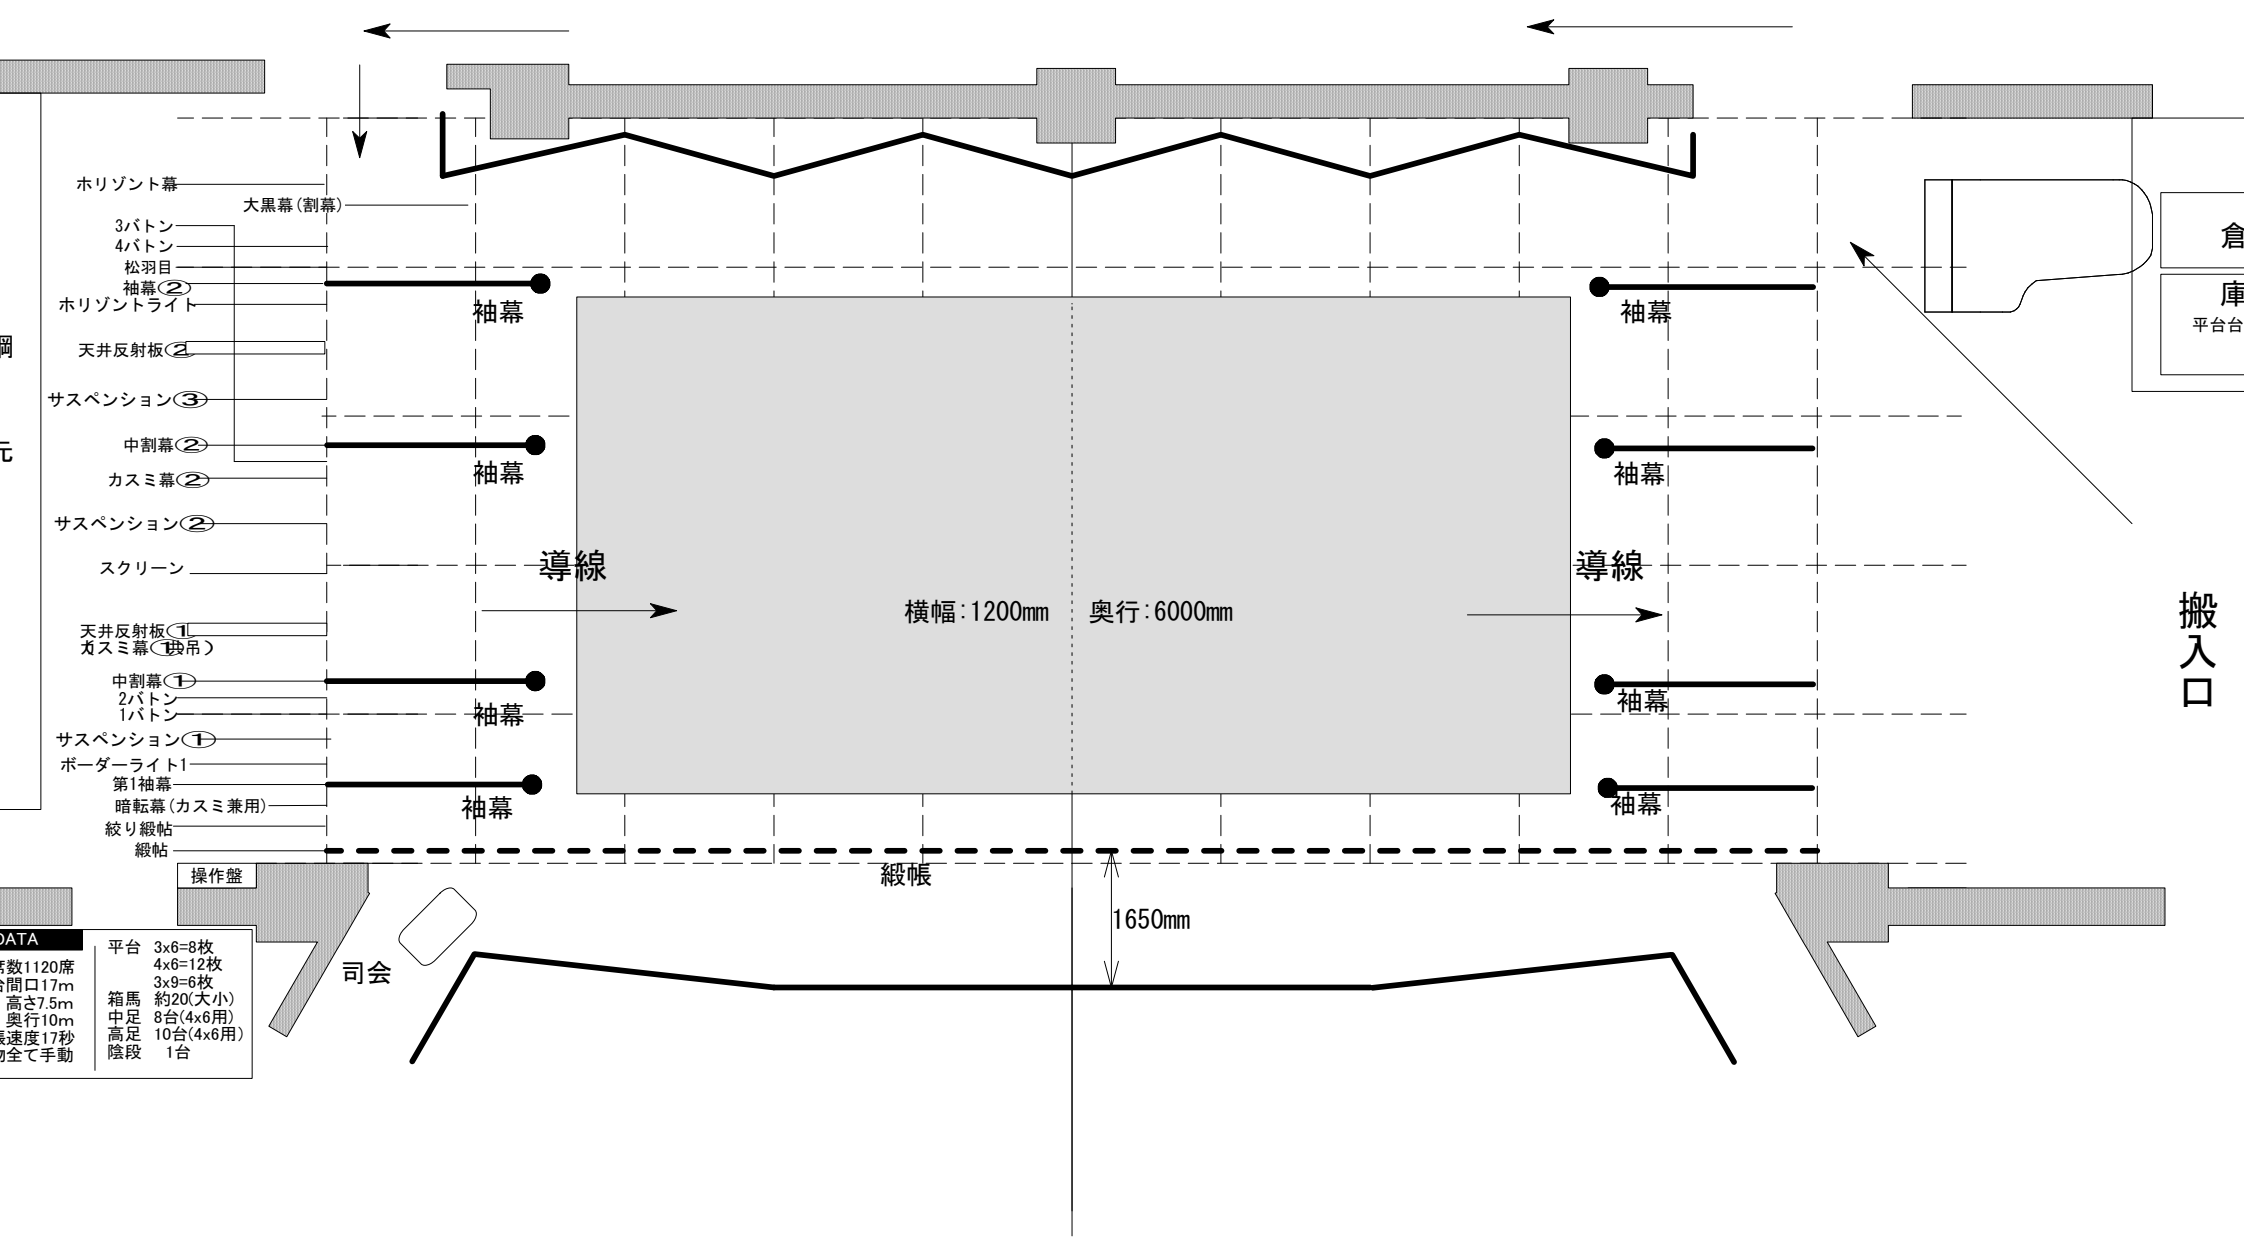 ホリゾント幕
大黒幕(割幕)
3バトン
4バトン
松羽目
袖幕②
ホリゾントライト
天井反射板②
サスペンション③
中割幕②
カスミ幕②
サスペンション②
スクリーン
天井反射板①
カスミ幕①
中割幕①
2バトン
1バトン
サスペンション①
ボーダーライト1
第1袖幕
暗転幕(カスミ兼用)
絞り緞帖
緞帖
操作盤
綱
元
袖幕
袖幕
袖幕
袖幕
導線
横幅:1200mm
奥行:6000mm
導線
袖幕
袖幕
袖幕
袖幕
倉
庫
平台台
搬入口
緞帳
1650mm
司会
DATA
席数1120席
台間口17m
高さ7.5m
奥行10m
速度17秒
物全て手動
平台 3x6=8枚
4x6=12枚
3x9=6枚
箱馬 約20(大小)
中足 8台(4x6用)
高足 10台(4x6用)
陰段 1台